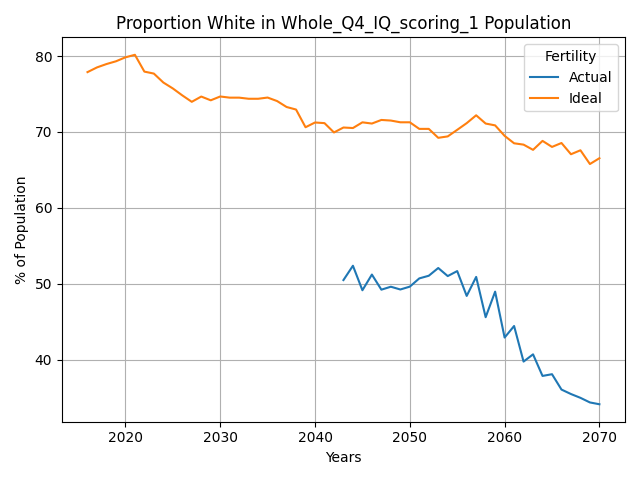 Proportion White in Whole_Q4_IQ_scoring_1 Population
Fertility
Actual
Ideal
% of Population
80
70
60
50
40
2020 2030 2040 2050 2060 2070
Years